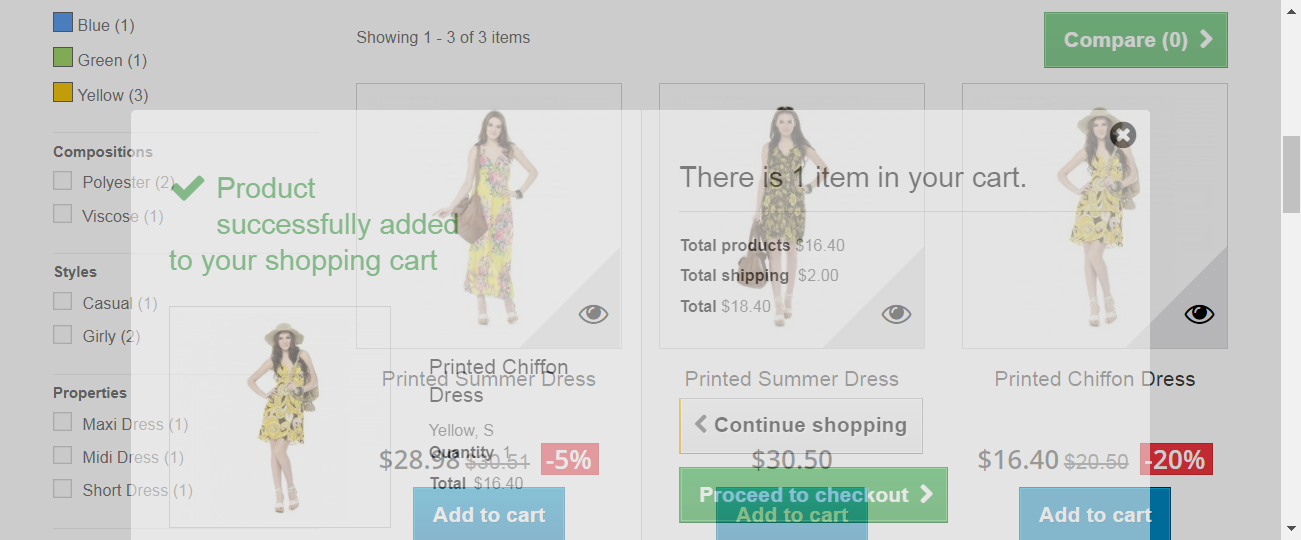 Blue (1)
Green (1)
Yellow (3)
Compositions
Polyester (2)
Viscose (1)
Styles
Casual (1)
Girly (2)
Properties
Maxi Dress (1)
Midi Dress (1)
Short Dress (1)
Showing 1 - 3 of 3 items
Compare (0)
Printed Summer Dress
$28.98 $30.51 -5%
Add to cart
Printed Summer Dress
$30.50
Add to cart
Printed Chiffon Dress
$16.40 $20.50 -20%
Add to cart
Product
successfully added
to your shopping cart
Printed Chiffon
Dress
Yellow, S
Quantity 1
Total $16.40
There is 1 item in your cart.
Total products $16.40
Total shipping $2.00
Total $18.40
Continue shopping
Proceed to checkout